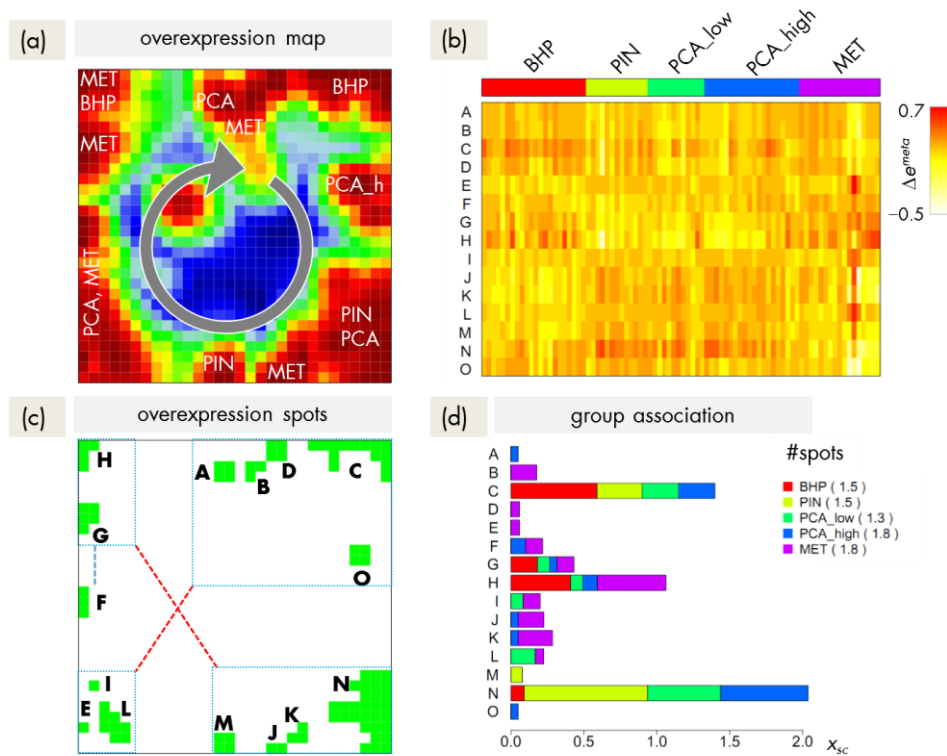 (a)
overexpression map
MET
BHP
PCA
BHP
MET
MET
PCA_h
PCA, MET
PIN
PCA
PIN
MET
(b)
BHP
PIN
PCA_low
PCA_high
MET
A
B
C
D
E
F
G
H
I
J
K
L
M
N
O
0.7
Δe^meta
−0.5
(c)
overexpression spots
H
A
B
D
C
G
O
F
I
E
L
N
K
M
J
(d)
group association
A
B
C
D
E
F
G
H
I
J
K
L
M
N
O
#spots
BHP ( 1.5 )
PIN ( 1.5 )
PCA_low ( 1.3 )
PCA_high ( 1.8 )
MET ( 1.8 )
0.0 0.5 1.0 1.5 2.0
x_sc